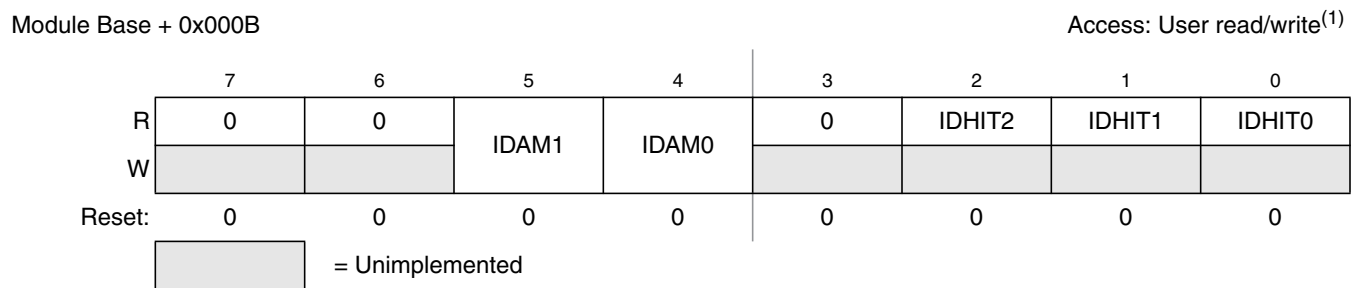 Module Base + 0x000B Access: User read/write(1)
7 6 5 4 3 2 1 0
R 0 0 IDAM1 IDAM0 0 IDHIT2 IDHIT1 IDHIT0
W
Reset: 0 0 0 0 0 0 0 0
= Unimplemented